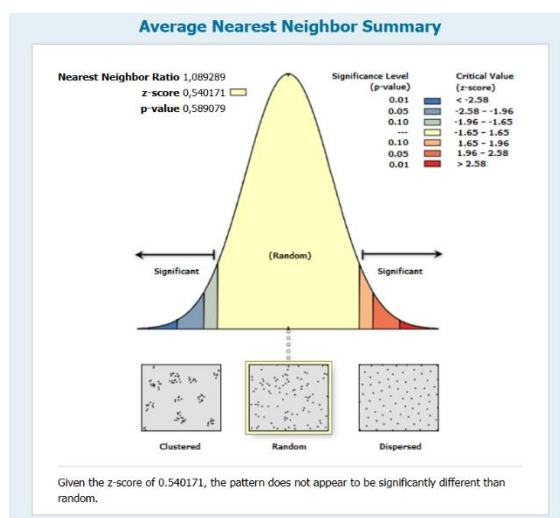 Average Nearest Neighbor Summary
Nearest Neighbor Ratio 1,089289
z-score 0,540171
p-value 0,589079
Significance Level Critical Value
(p-value) (z-score)
0.01 < -2.58
0.05 -2.58 – -1.96
0.10 -1.96 – -1.65
--- -1.65 – 1.65
0.10 1.65 – 1.96
0.05 1.96 – 2.58
0.01 > 2.58
(Random)
Significant Significant
Clustered Random Dispersed
Given the z-score of 0.540171, the pattern does not appear to be significantly different than
random.